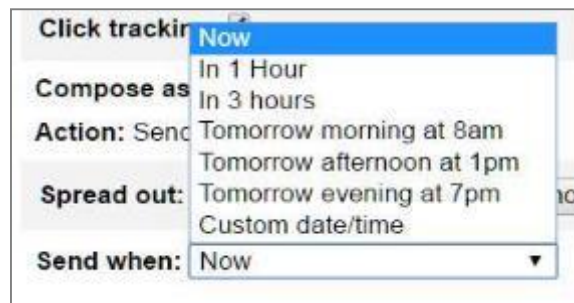 Click trackin
Now
In 1 Hour
Compose as
In 3 hours
Action: Send
Tomorrow morning at 8am
Tomorrow afternoon at 1pm
Spread out:
Tomorrow evening at 7pm
Custom date/time
Send when: Now